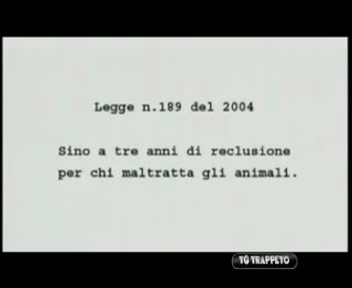 Legge n.189 del 2004
Sino a tre anni di reclusione
per chi maltratta gli animali.
TG TRAPPETO